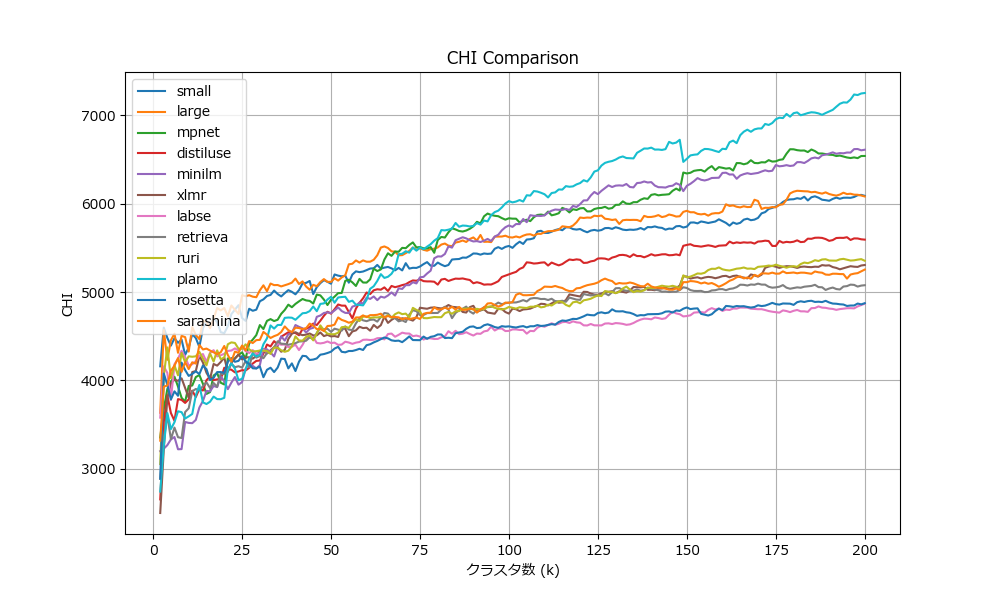 CHI Comparison
CHI
7000
6000
5000
4000
3000
small
large
mpnet
distiluse
minilm
xlmr
labse
retrieva
ruri
plamo
rosetta
sarashina
0 25 50 75 100 125 150 175 200
クラスタ数 (k)